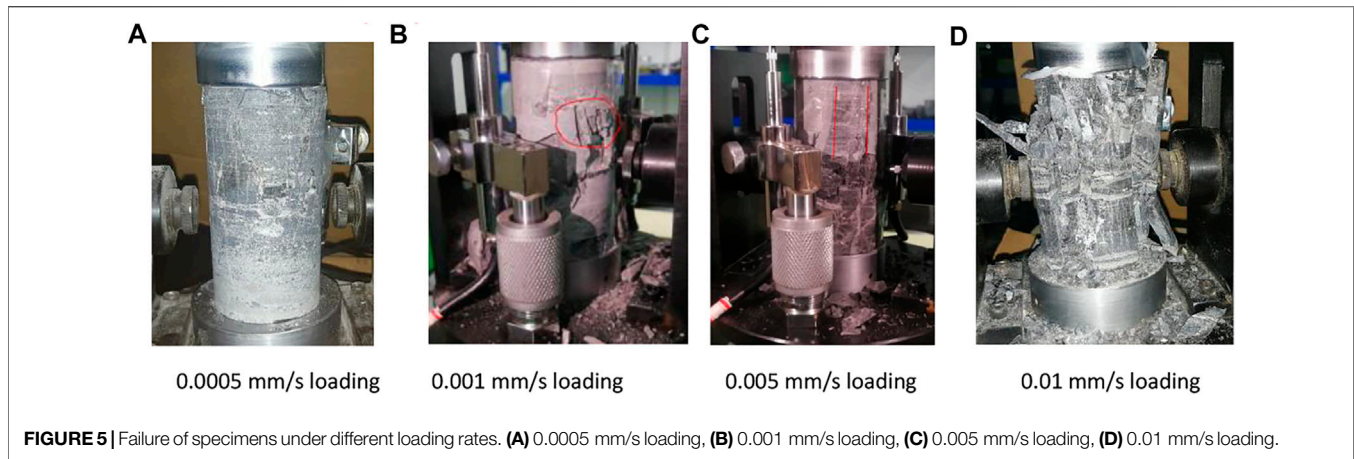 A B C D
0.0005 mm/s loading 0.001 mm/s loading 0.005 mm/s loading 0.01 mm/s loading
FIGURE 5 | Failure of specimens under different loading rates. (A) 0.0005 mm/s loading, (B) 0.001 mm/s loading, (C) 0.005 mm/s loading, (D) 0.01 mm/s loading.